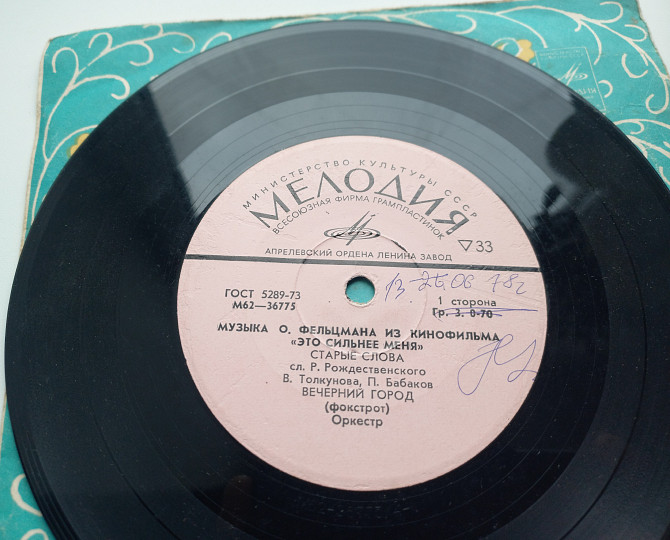 МИНИСТЕРСТВО КУЛЬТУРЫ СССР
МЕЛОДИЯ
ВСЕСОЮЗНАЯ ФИРМА ГРАМПЛАСТИНОК
▽33
АПРЕЛЕВСКИЙ ОРДЕНА ЛЕНИНА ЗАВОД
ГОСТ 5289-73
М62—36775
1 сторона
Гр. 3. 0-70
МУЗЫКА О. ФЕЛЬЦМАНА ИЗ КИНОФИЛЬМА
«ЭТО СИЛЬНЕЕ МЕНЯ»
СТАРЫЕ СЛОВА
сл. Р. Рождественского
В. Толкунова, П. Бабаков
ВЕЧЕРНИЙ ГОРОД
(фокстрот)
Оркестр